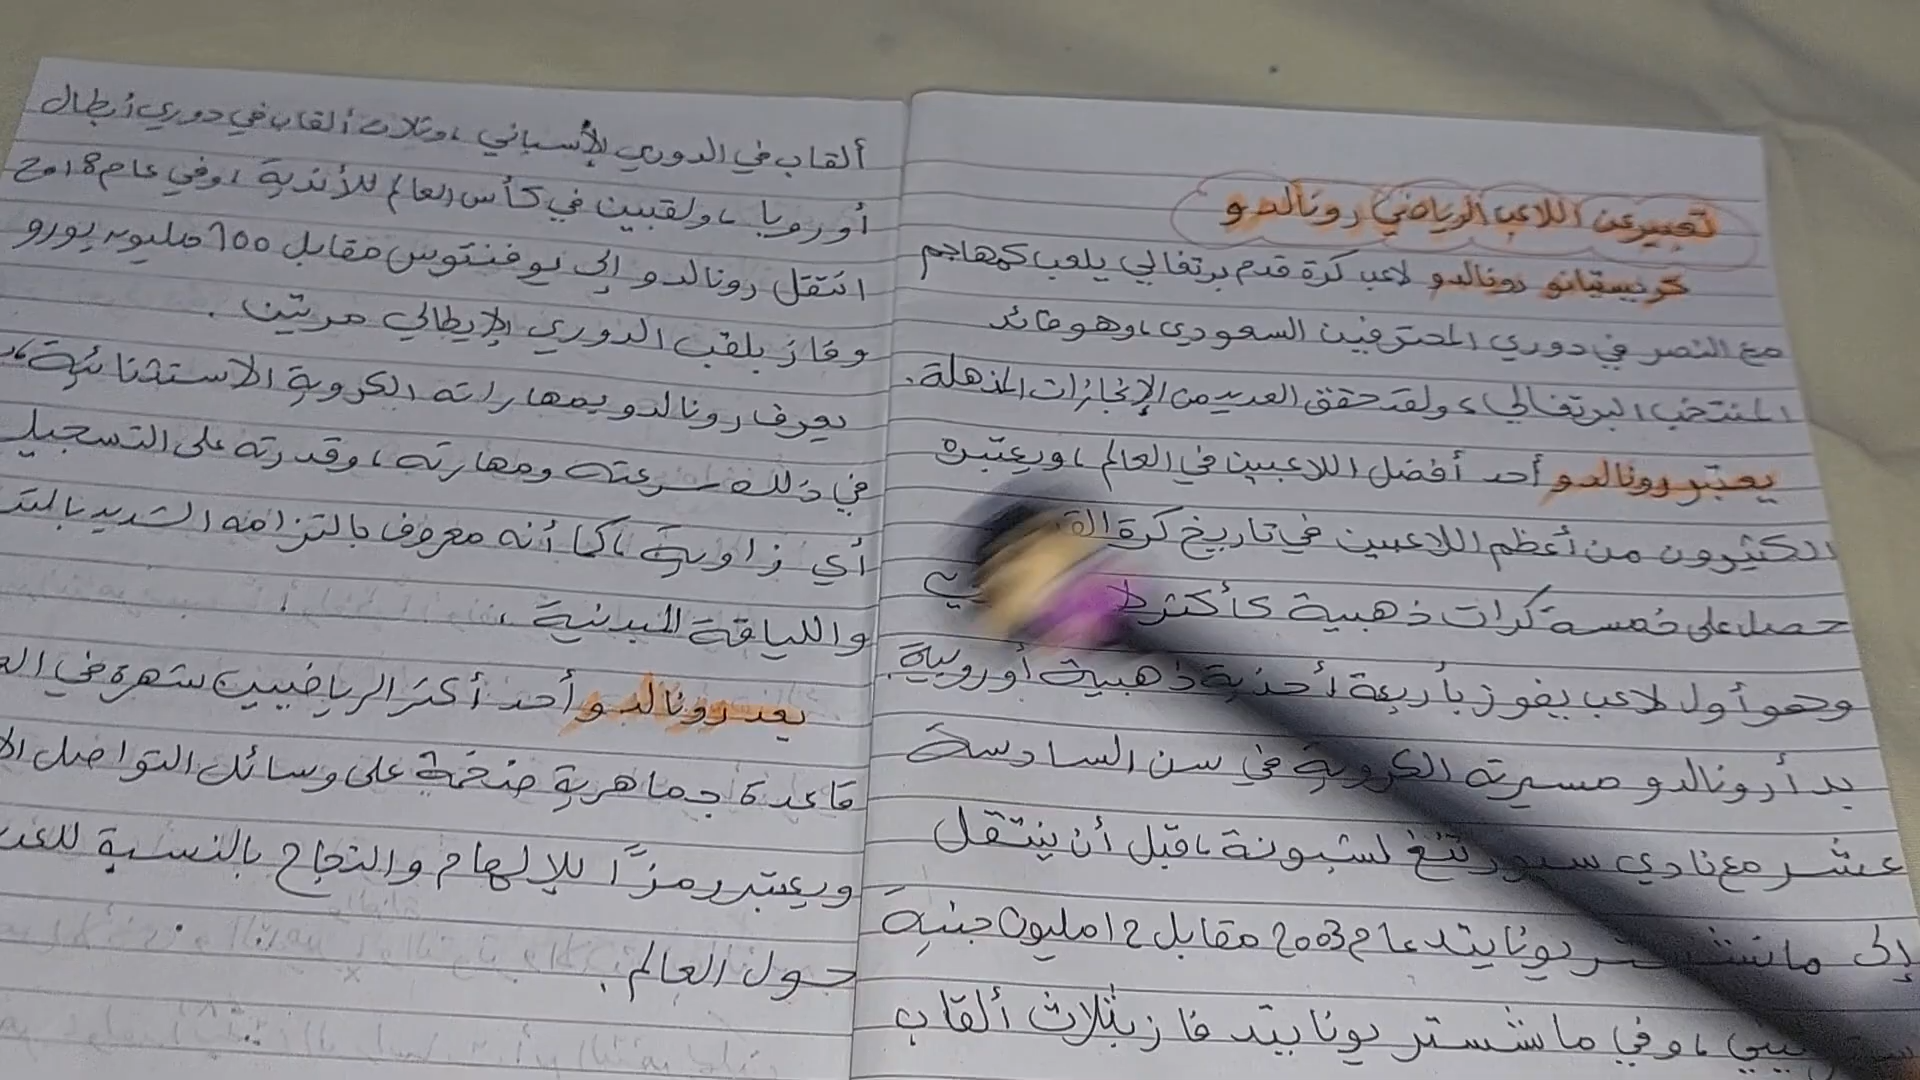 تعبير عن اللاعب الرياضي رونالدو
كريستيانو رونالدو لاعب كرة قدم برتغالي يلعب كمهاجم
مع النصر في دوري المحترفين السعودي، وهو قائد
المنتخب البرتغالي، ولقد حقق العديد من الإنجازات المذهلة.
يعتبر رونالدو أحد أفضل اللاعبين في العالم، ويعتبره
الكثيرون من أعظم اللاعبين في تاريخ كرة
حصل على خمسة كرات ذهبية كأكثر
وهو أول لاعب يفوز بأربعة أحذية ذهبية أوروبية.
بدأ رونالدو مسيرته الكروية في سن السادسة
عشر مع نادي سبورتنغ لشبونة، قبل أن ينتقل
إلى مانشستر يونايتد عام 2003 مقابل 12 مليون جنيه
، وفي مانشستر يونايتد فاز بثلاث ألقاب
ألقاب في الدوري الأسباني، وثلاث ألقاب في دوري أبطال
أوروبا، ولقبين في كأس العالم للأندية، وفي عام 2018
انتقل رونالدو إلى يوفنتوس مقابل 100 مليون يورو
وفاز بلقب الدوري الإيطالي مرتين.
يعرف رونالدو بمهاراته الكروية الاستثنائية،
في ذلك سرعته ومهارته، وقدرته على التسجيل
أي زاوية، كما أنه معروف بالتزامه الشديد
واللياقة البدنية.
يعد رونالدو أحد أكثر الرياضيين شهرة في
قاعدة جماهرية ضخمة على وسائل التواصل
ويعتبر رمزًا للإلهام والنجاح بالنسبة
حول العالم.